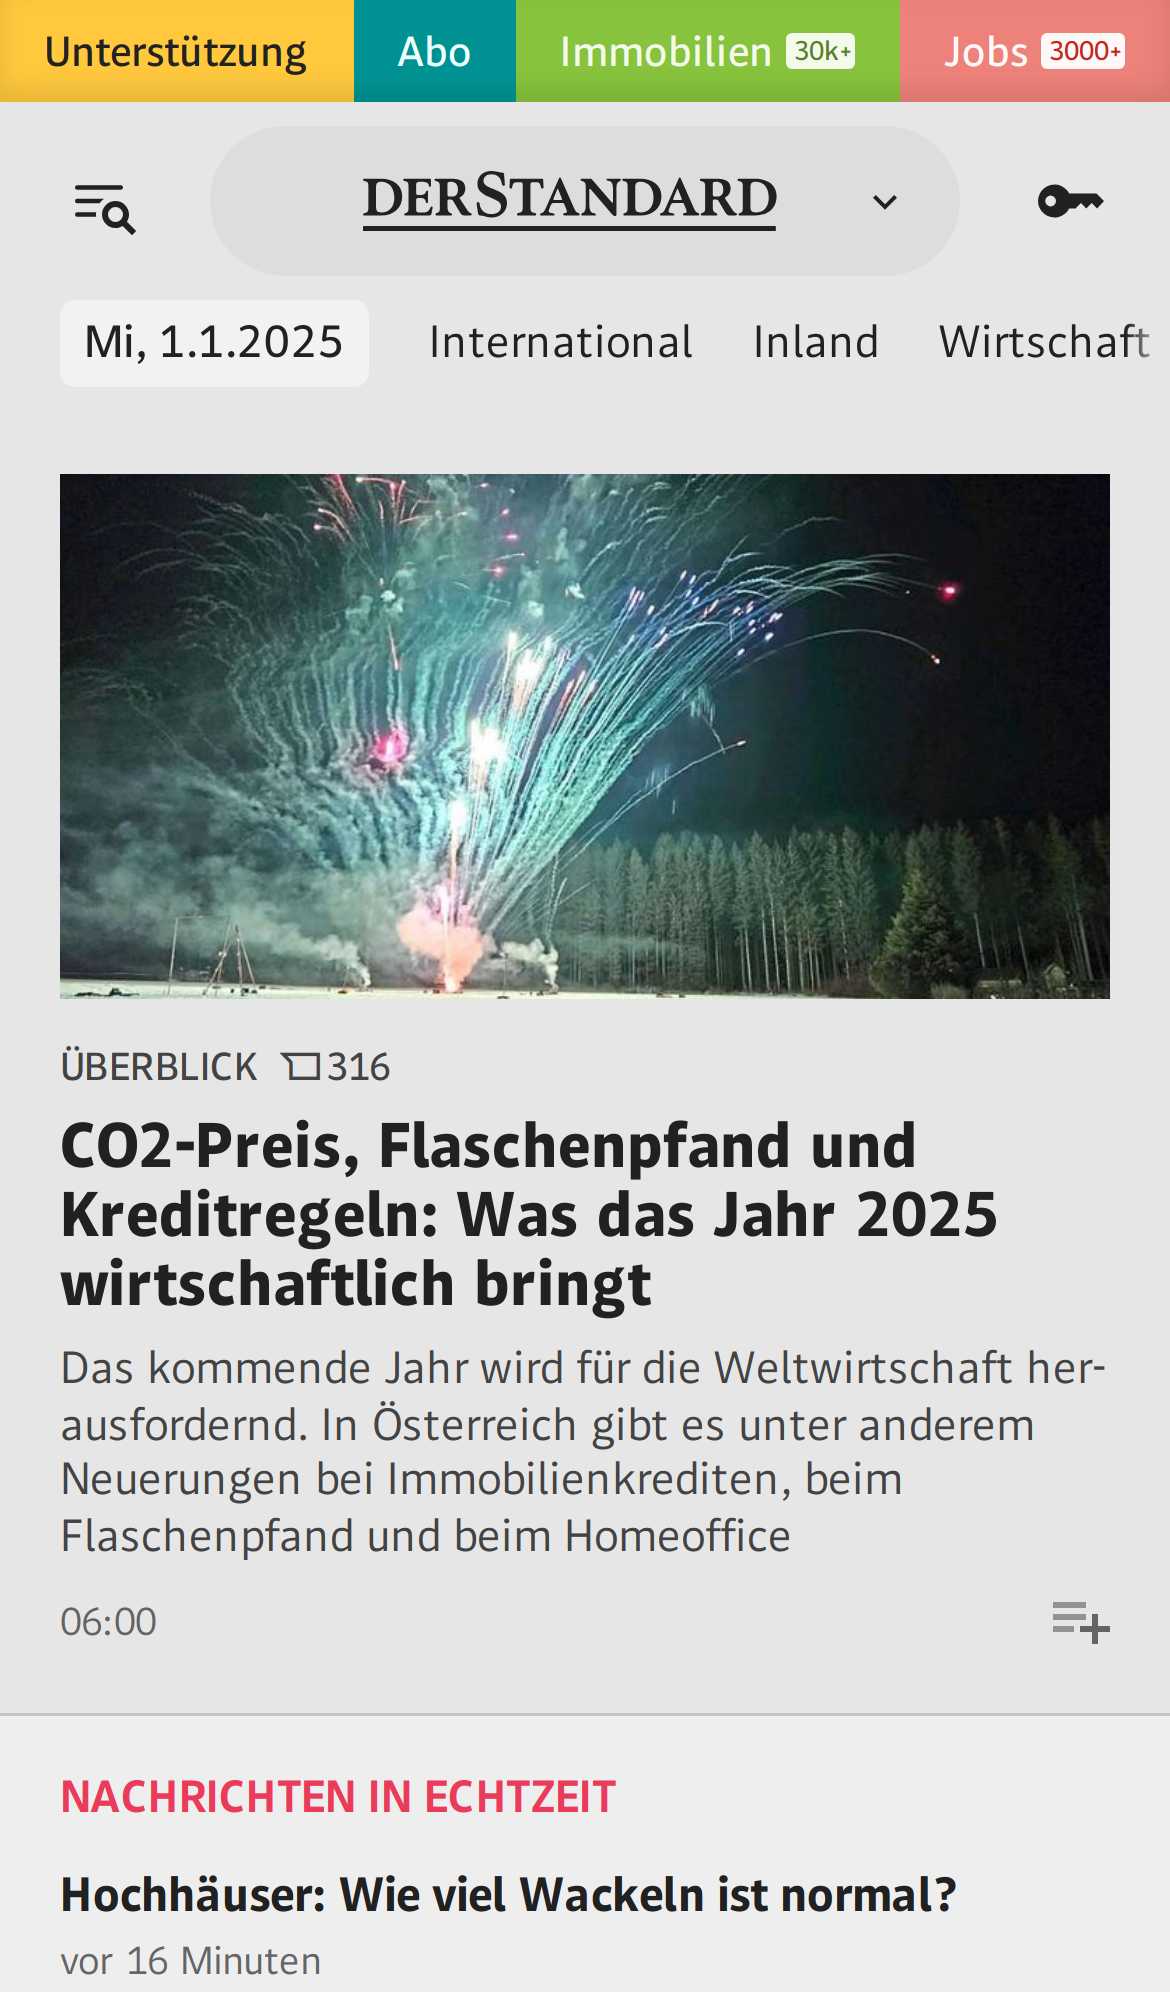 Unterstützung Abo Immobilien 30k+ Jobs 3000+
DERSTANDARD
Mi, 1.1.2025 International Inland Wirtschaft
ÜBERBLICK 316
CO2-Preis, Flaschenpfand und
Kreditregeln: Was das Jahr 2025
wirtschaftlich bringt
Das kommende Jahr wird für die Weltwirtschaft her-
ausfordernd. In Österreich gibt es unter anderem
Neuerungen bei Immobilienkrediten, beim
Flaschenpfand und beim Homeoffice
06:00
NACHRICHTEN IN ECHTZEIT
Hochhäuser: Wie viel Wackeln ist normal?
vor 16 Minuten